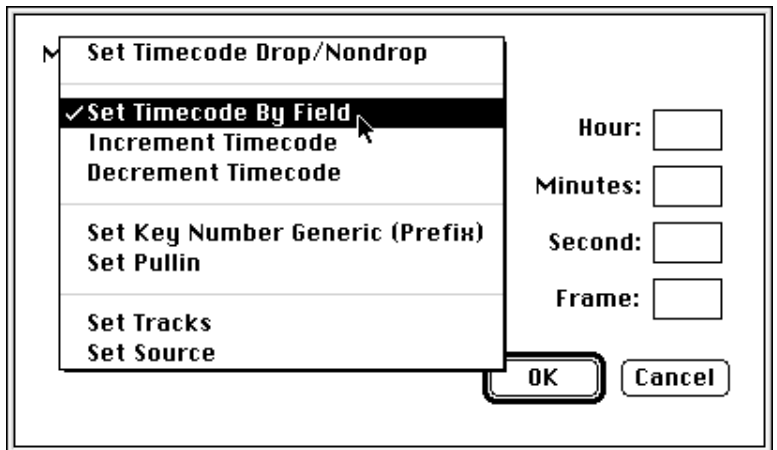 M
Set Timecode Drop/Nondrop
✓Set Timecode By Field
Increment Timecode
Decrement Timecode
Set Key Number Generic (Prefix)
Set Pullin
Set Tracks
Set Source
Hour:
Minutes:
Second:
Frame:
OK
Cancel